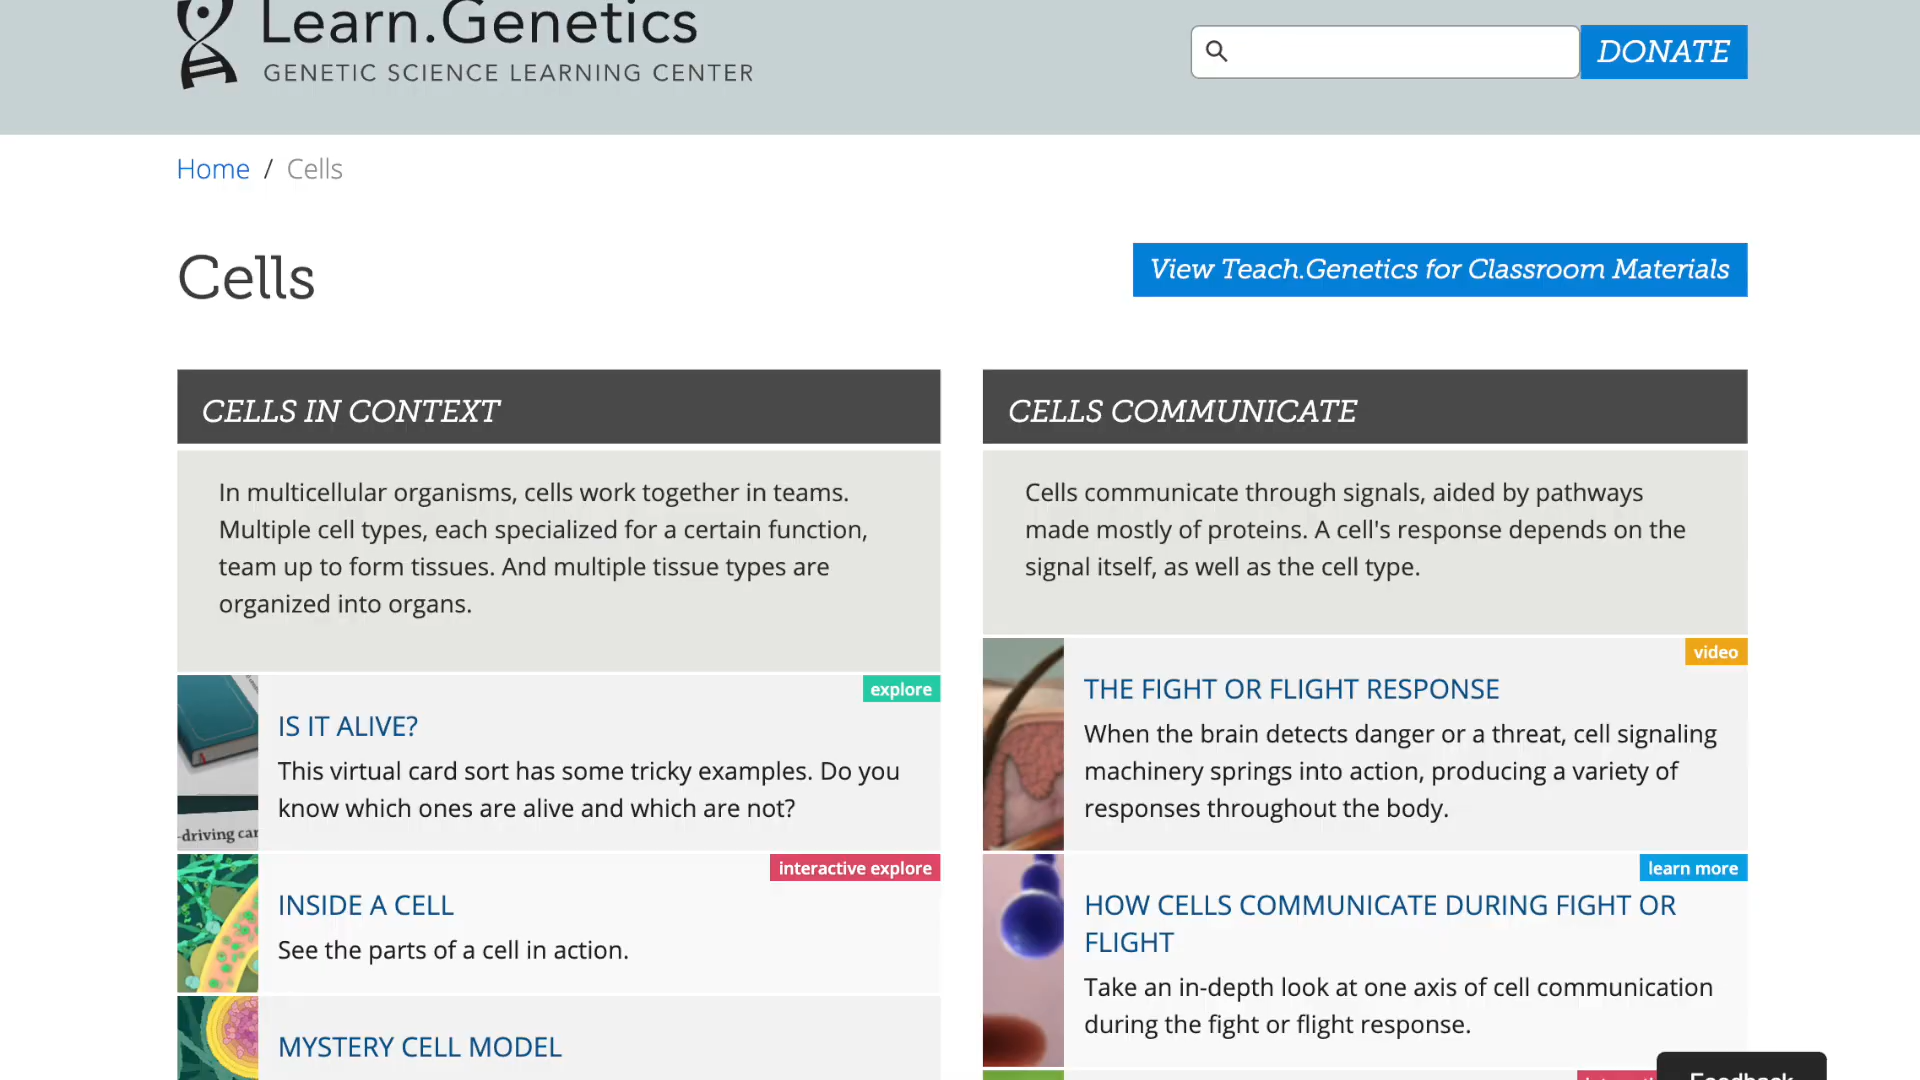 Learn.Genetics
GENETIC SCIENCE LEARNING CENTER
DONATE
Home / Cells
Cells
View Teach.Genetics for Classroom Materials
CELLS IN CONTEXT
In multicellular organisms, cells work together in teams.
Multiple cell types, each specialized for a certain function,
team up to form tissues. And multiple tissue types are
organized into organs.
explore
IS IT ALIVE?
This virtual card sort has some tricky examples. Do you
know which ones are alive and which are not?
-driving car
interactive explore
INSIDE A CELL
See the parts of a cell in action.
MYSTERY CELL MODEL
CELLS COMMUNICATE
Cells communicate through signals, aided by pathways
made mostly of proteins. A cell's response depends on the
signal itself, as well as the cell type.
video
THE FIGHT OR FLIGHT RESPONSE
When the brain detects danger or a threat, cell signaling
machinery springs into action, producing a variety of
responses throughout the body.
learn more
HOW CELLS COMMUNICATE DURING FIGHT OR
FLIGHT
Take an in-depth look at one axis of cell communication
during the fight or flight response.
Feedback